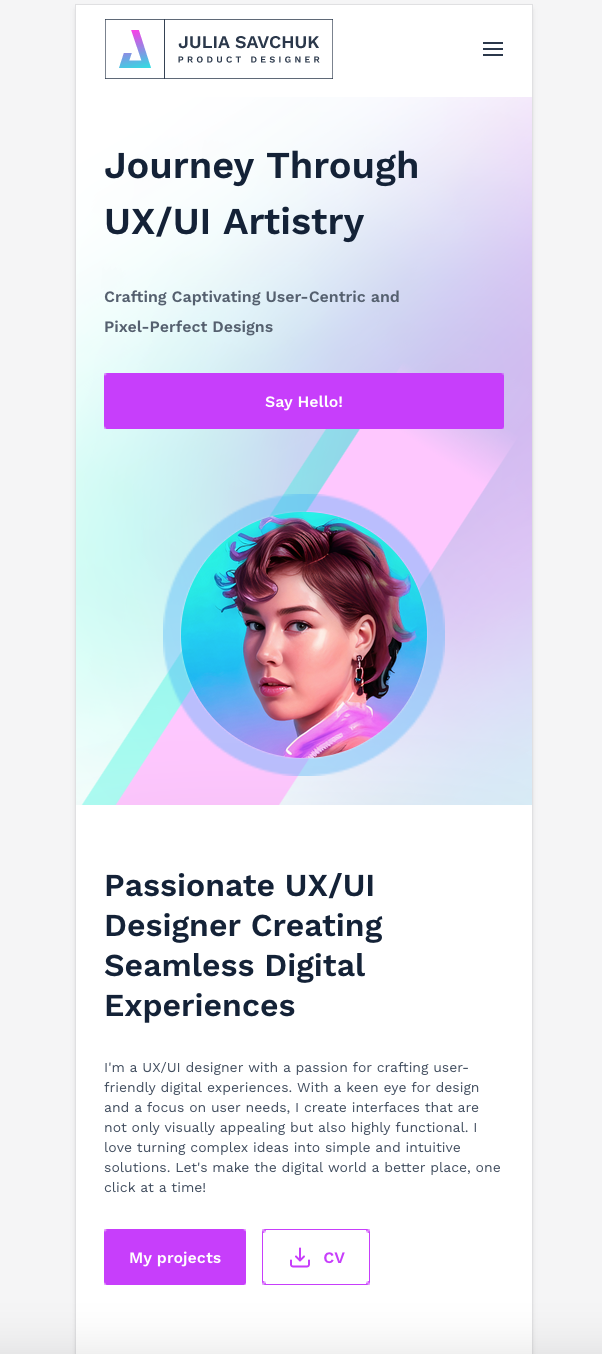 JULIA SAVCHUK
PRODUCT DESIGNER
Journey Through
UX/UI Artistry
Crafting Captivating User-Centric and
Pixel-Perfect Designs
Say Hello!
Passionate UX/UI
Designer Creating
Seamless Digital
Experiences
I'm a UX/UI designer with a passion for crafting user-
friendly digital experiences. With a keen eye for design
and a focus on user needs, I create interfaces that are
not only visually appealing but also highly functional. I
love turning complex ideas into simple and intuitive
solutions. Let's make the digital world a better place, one
click at a time!
My projects
CV